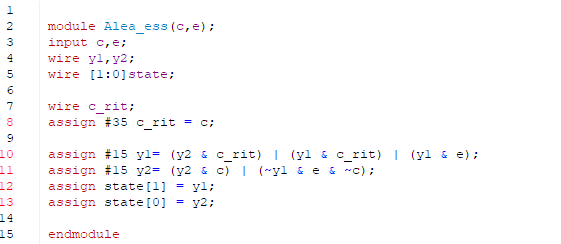 1
2 module Alea_ess(c,e);
3 input c,e;
4 wire y1,y2;
5 wire [1:0]state;
6
7 wire c_rit;
8 assign #35 c_rit = c;
9
10 assign #15 y1= (y2 & c_rit) | (y1 & c_rit) | (y1 & e);
11 assign #15 y2= (y2 & c) | (~y1 & e & ~c);
12 assign state[1] = y1;
13 assign state[0] = y2;
14
15 endmodule